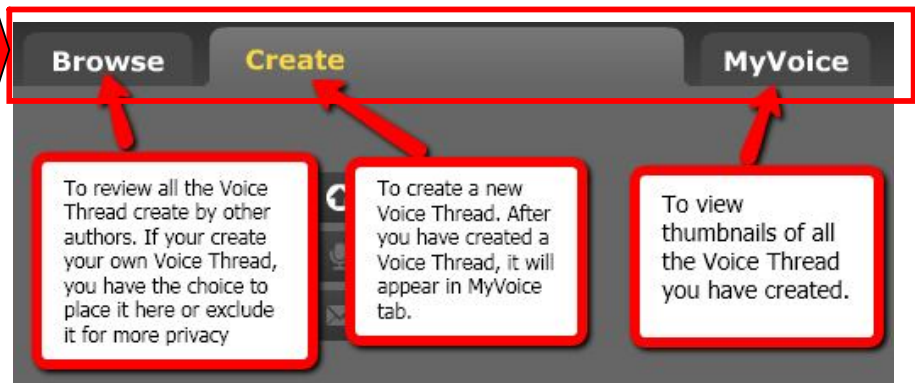 Browse
Create
MyVoice
To review all the Voice
Thread create by other
authors. If your create
your own Voice Thread,
you have the choice to
place it here or exclude
it for more privacy
To create a new
Voice Thread. After
you have created a
Voice Thread, it will
appear in MyVoice
tab.
To view
thumbnails of all
the Voice Thread
you have created.